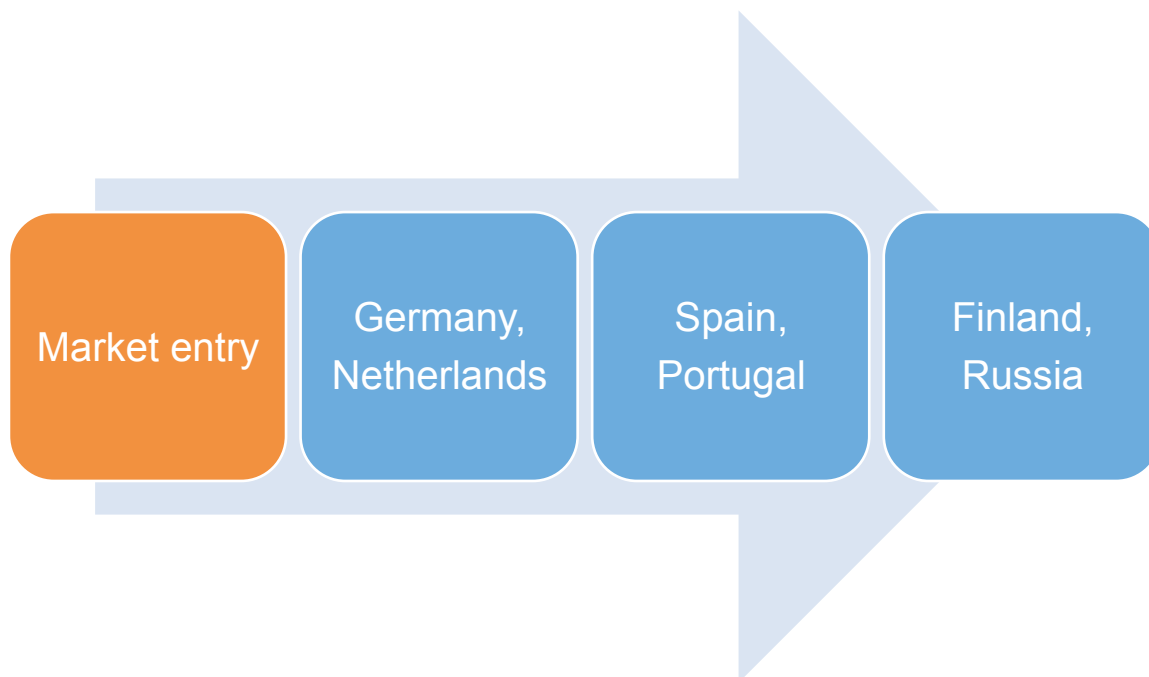 Market entry
Germany,
Netherlands
Spain,
Portugal
Finland,
Russia